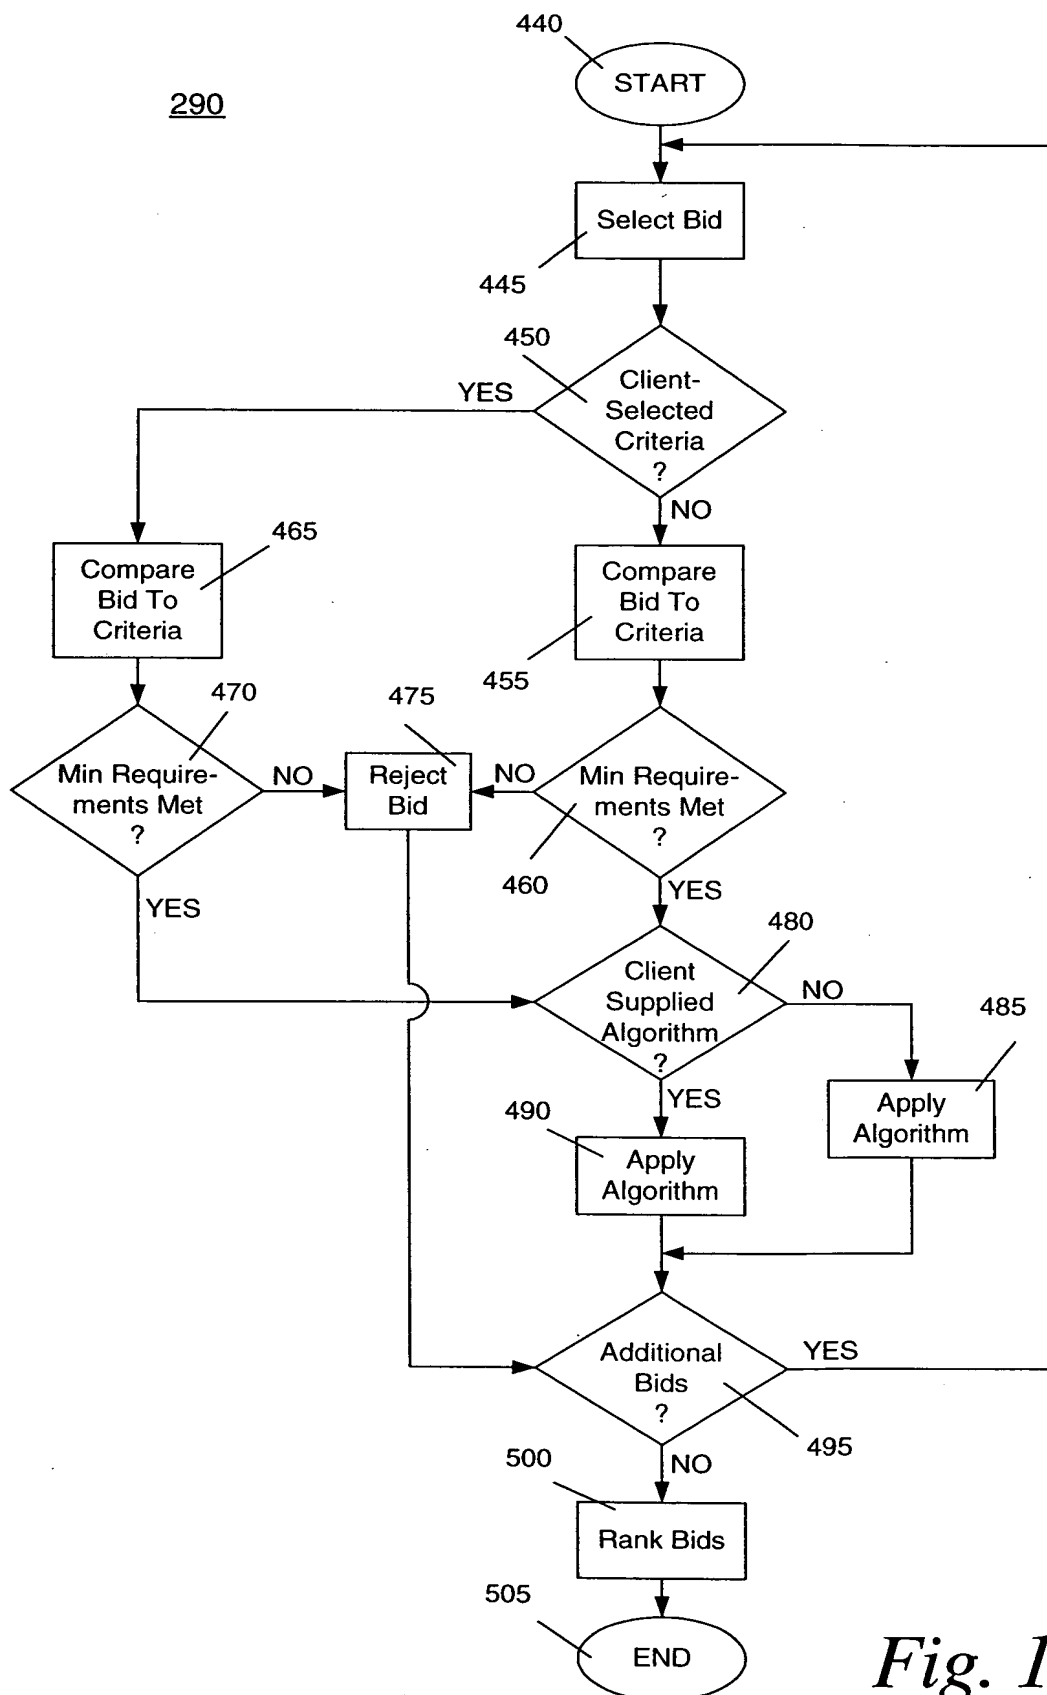 440
START
290
Select Bid
445
450
YES
Client-
Selected
Criteria
?
NO
465
Compare
Bid To
Criteria
Compare
Bid To
Criteria
455
470
475
Min Require-
ments Met
?
NO
Reject
Bid
NO
Min Require-
ments Met
?
460
YES
YES
480
Client
Supplied
Algorithm
?
NO
485
YES
490
Apply
Algorithm
Apply
Algorithm
Additional
Bids
?
YES
495
NO
500
Rank Bids
505
END
Fig. 1